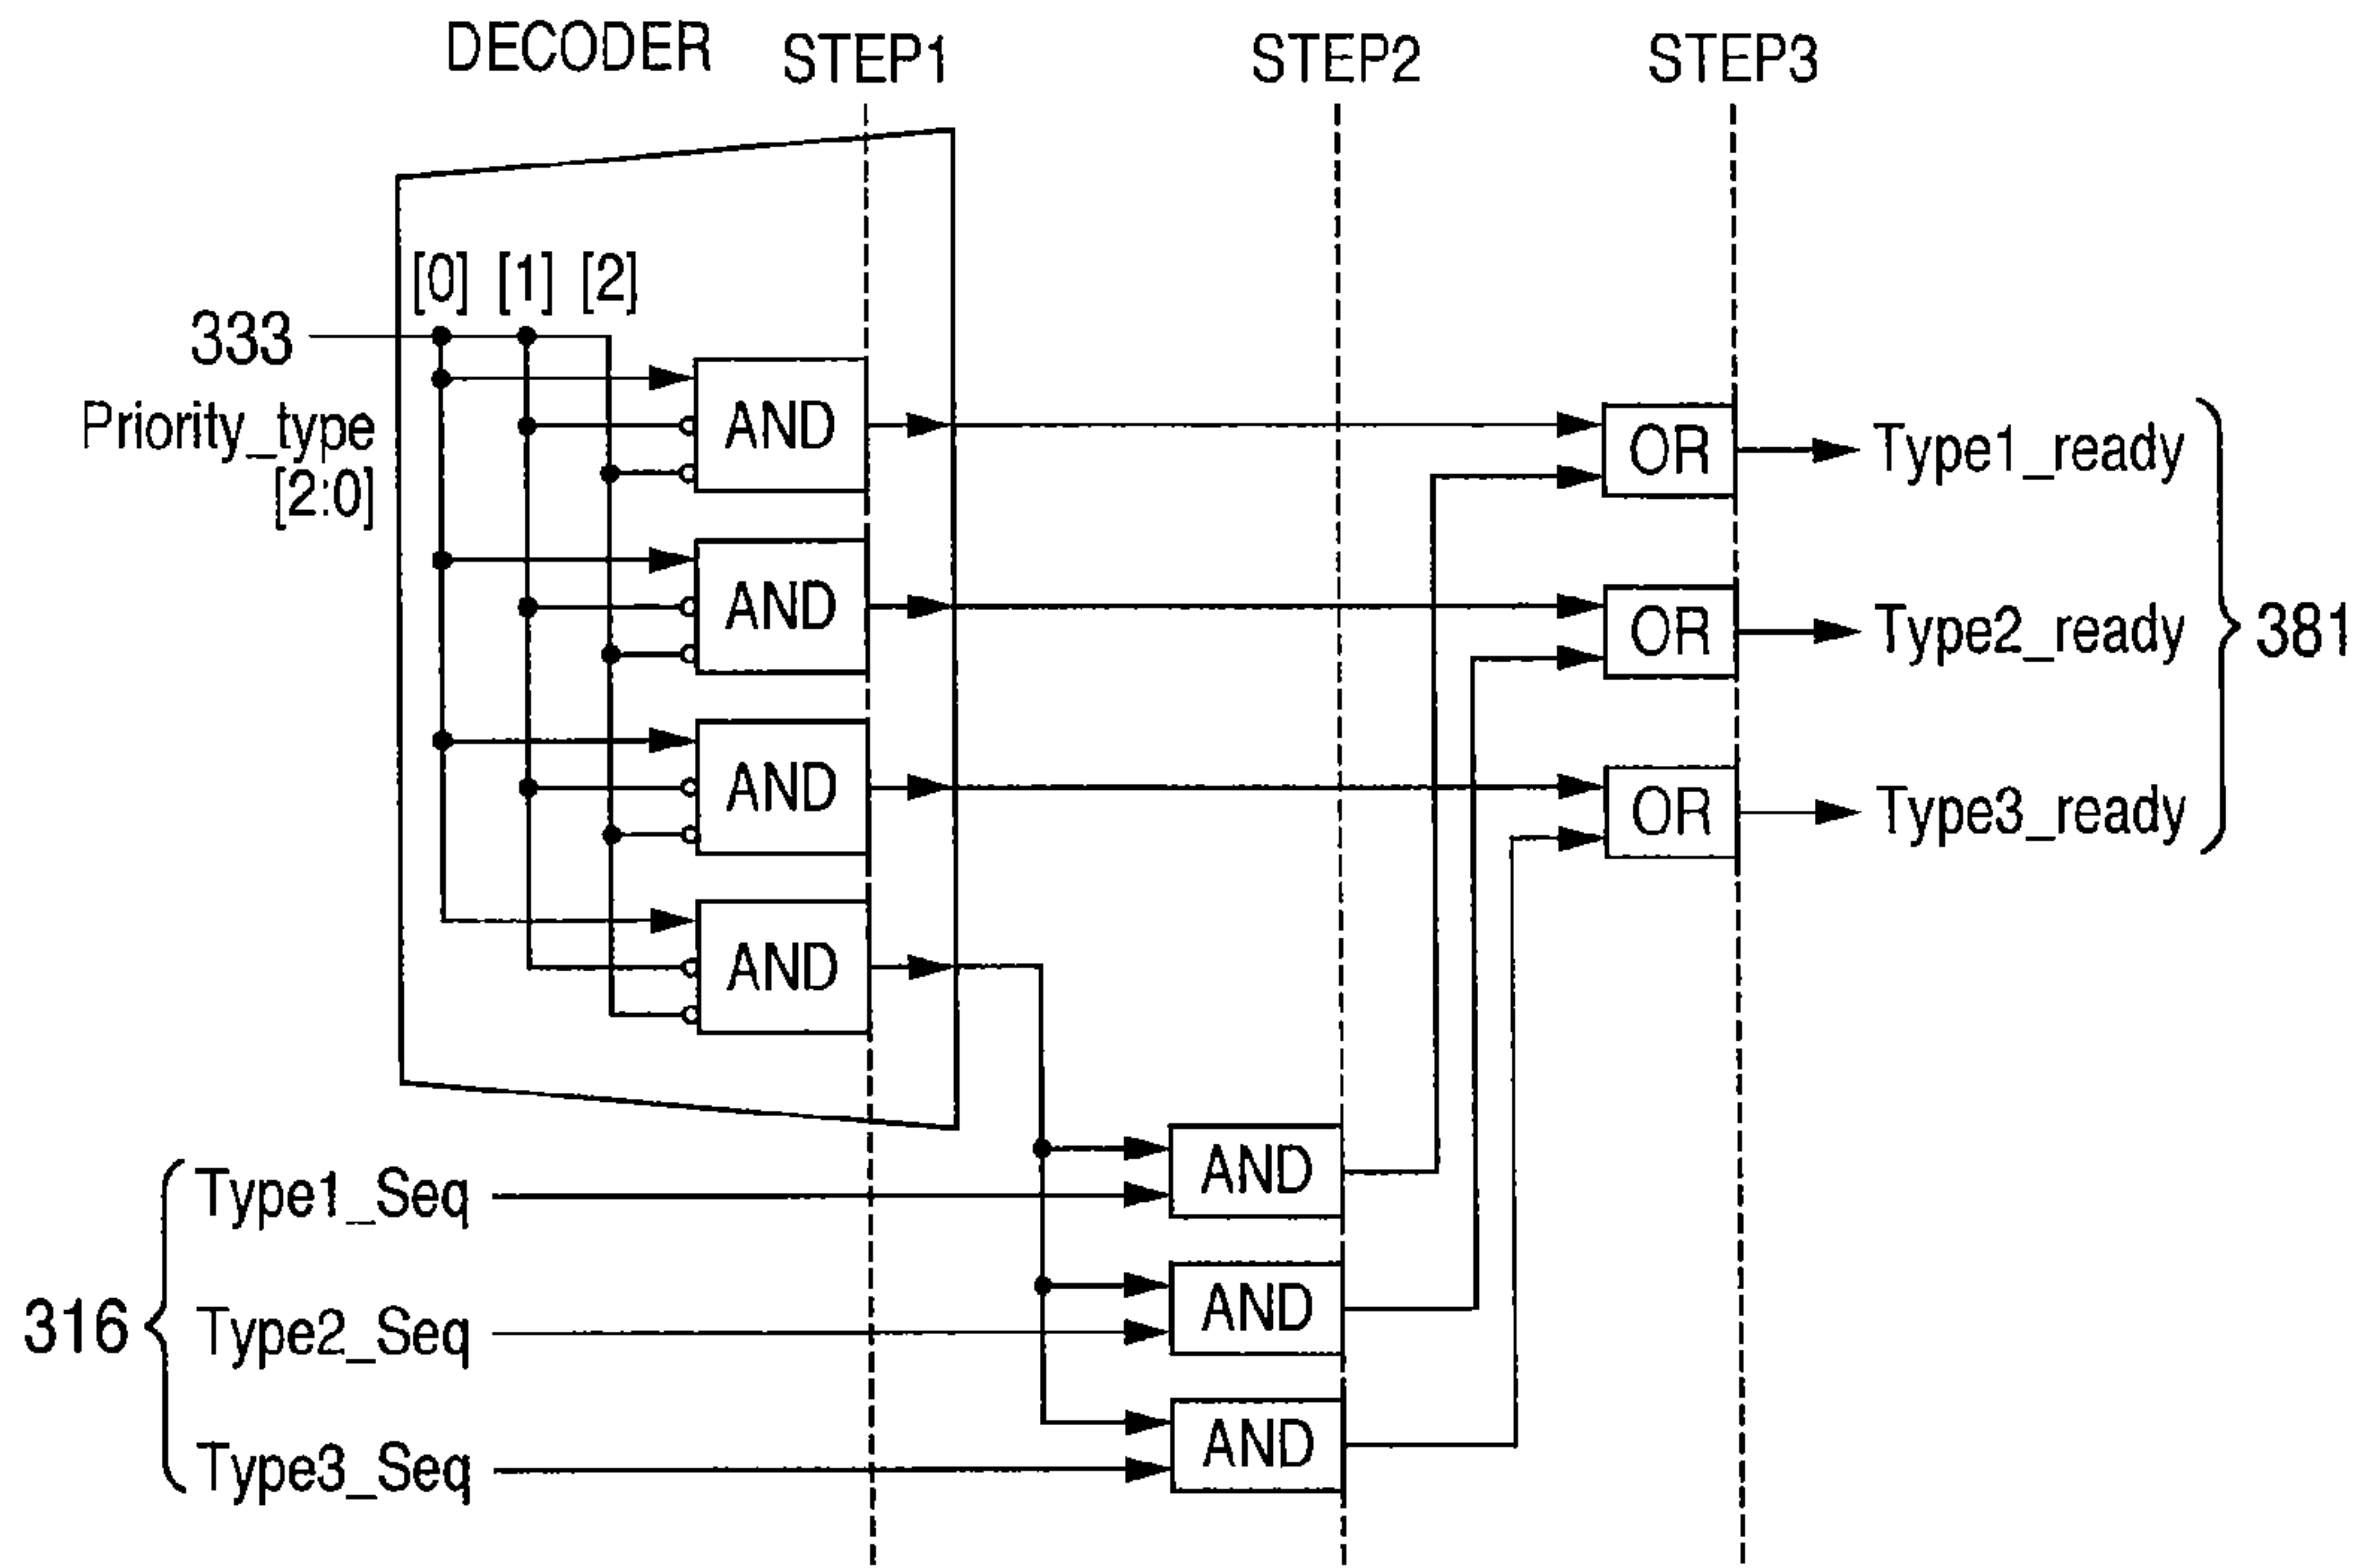 DECODER
STEP1
STEP2
STEP3
[0] [1] [2]
333
Priority_type
[2:0]
AND
AND
AND
AND
OR
OR
OR
Type1_ready
Type2_ready
Type3_ready
381
316
Type1_Seq
Type2_Seq
Type3_Seq
AND
AND
AND